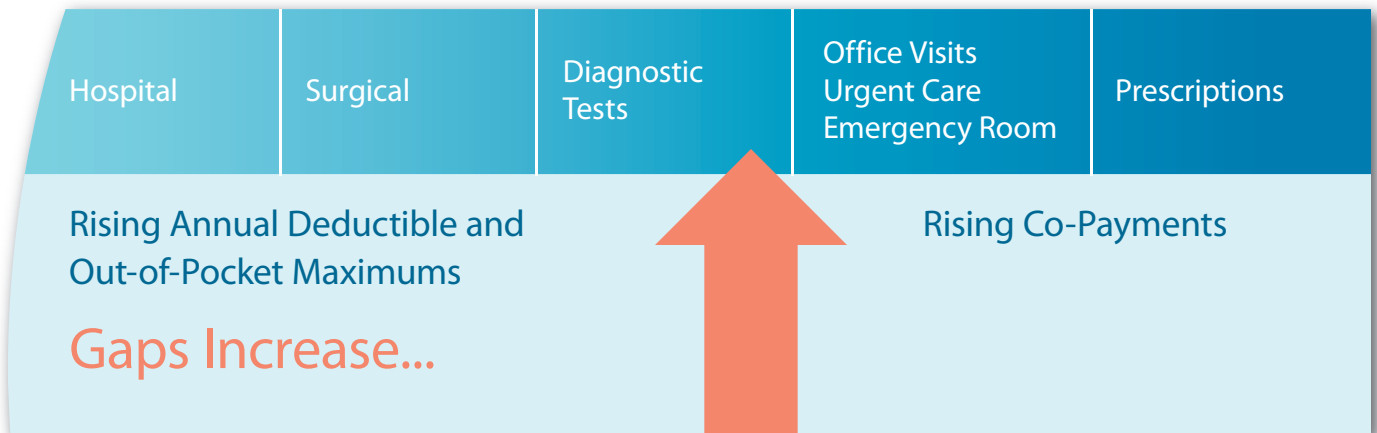 Hospital
Surgical
Diagnostic
Tests
Office Visits
Urgent Care
Emergency Room
Prescriptions
Rising Annual Deductible and
Out-of-Pocket Maximums
Rising Co-Payments
Gaps Increase...